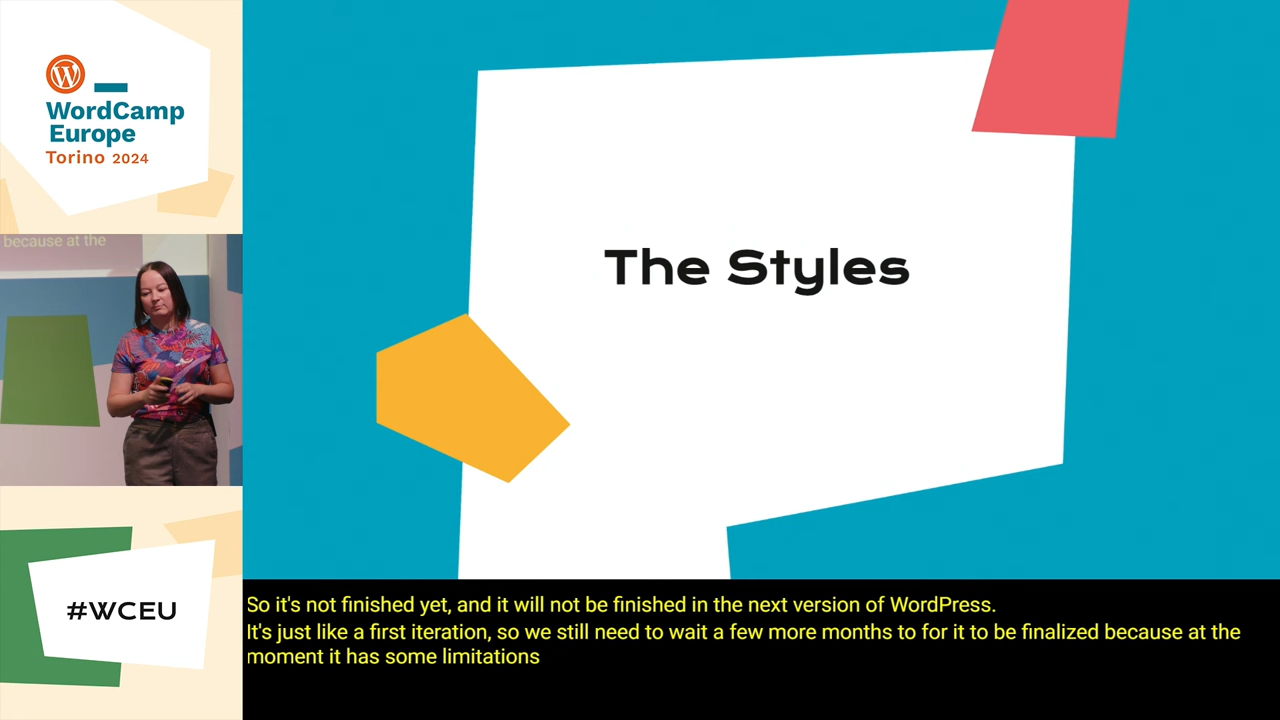 WordCamp
Europe
Torino 2024
because at the
#WCEU
The Styles
So it's not finished yet, and it will not be finished in the next version of WordPress.
It's just like a first iteration, so we still need to wait a few more months to for it to be finalized because at the
moment it has some limitations